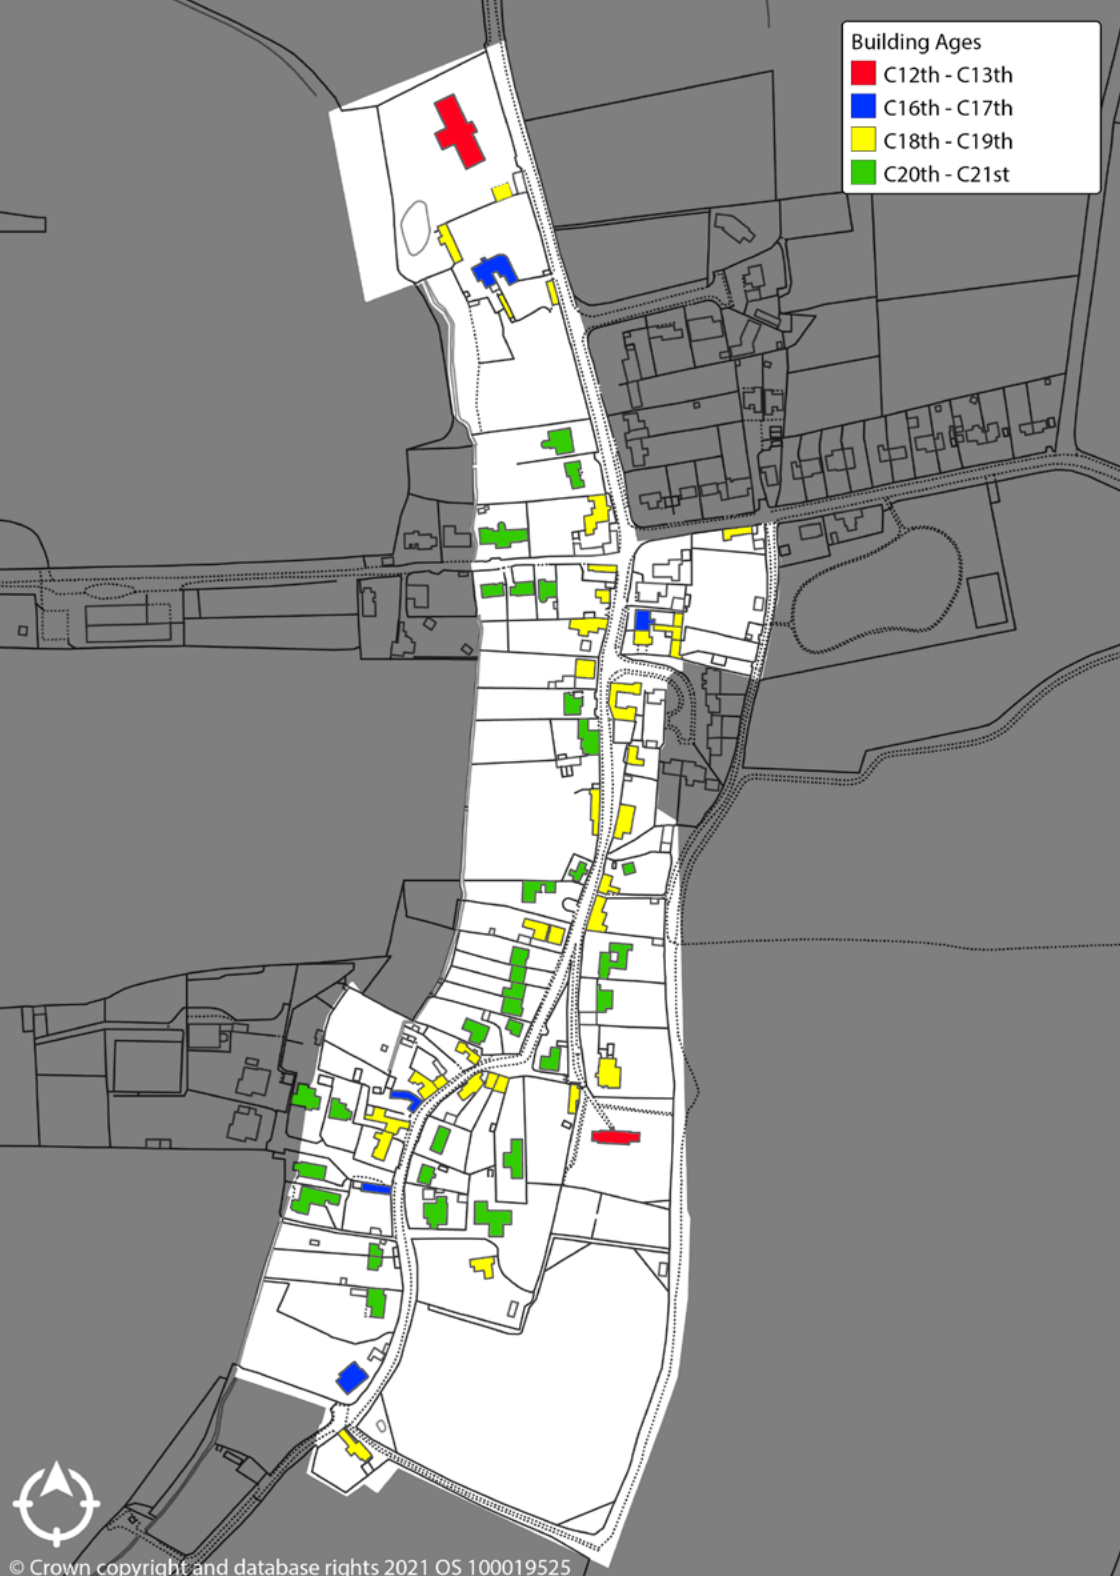 Building Ages
C12th - C13th
C16th - C17th
C18th - C19th
C20th - C21st
© Crown copyright and database rights 2021 OS 100019525